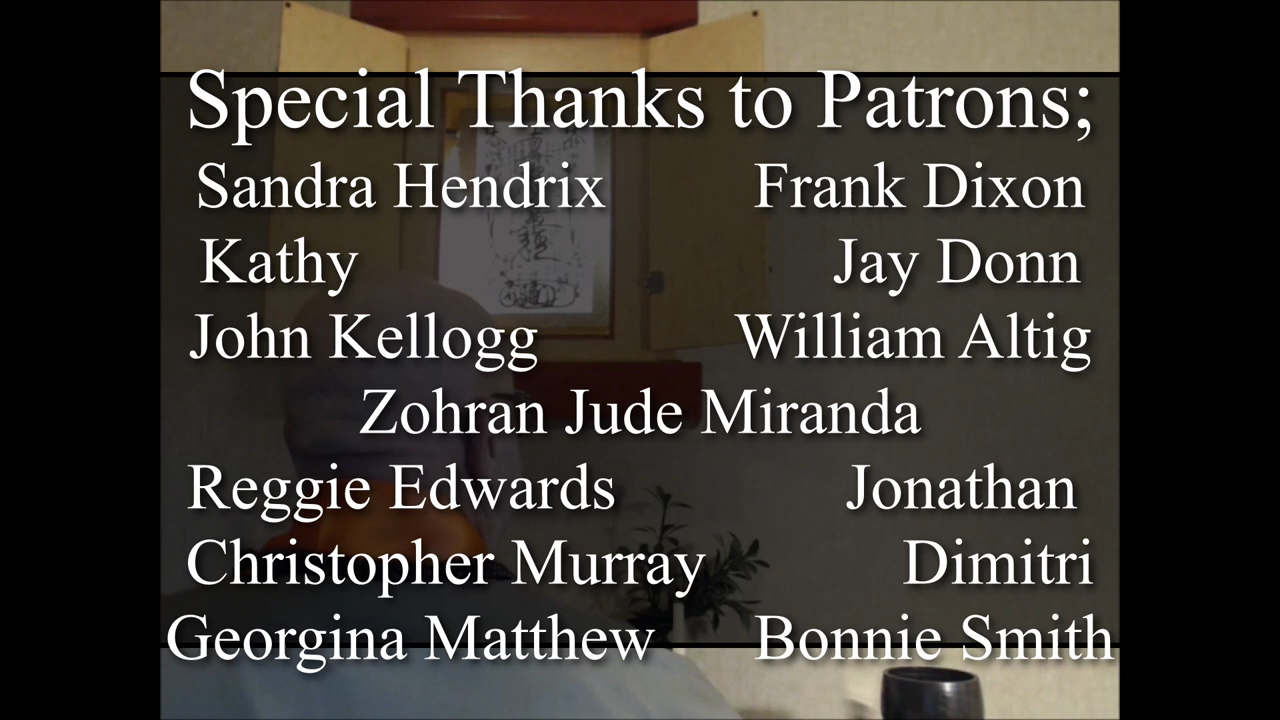 Special Thanks to Patrons;
Sandra Hendrix Frank Dixon
Kathy Jay Donn
John Kellogg William Altig
Zohran Jude Miranda
Reggie Edwards Jonathan
Christopher Murray Dimitri
Georgina Matthew Bonnie Smith